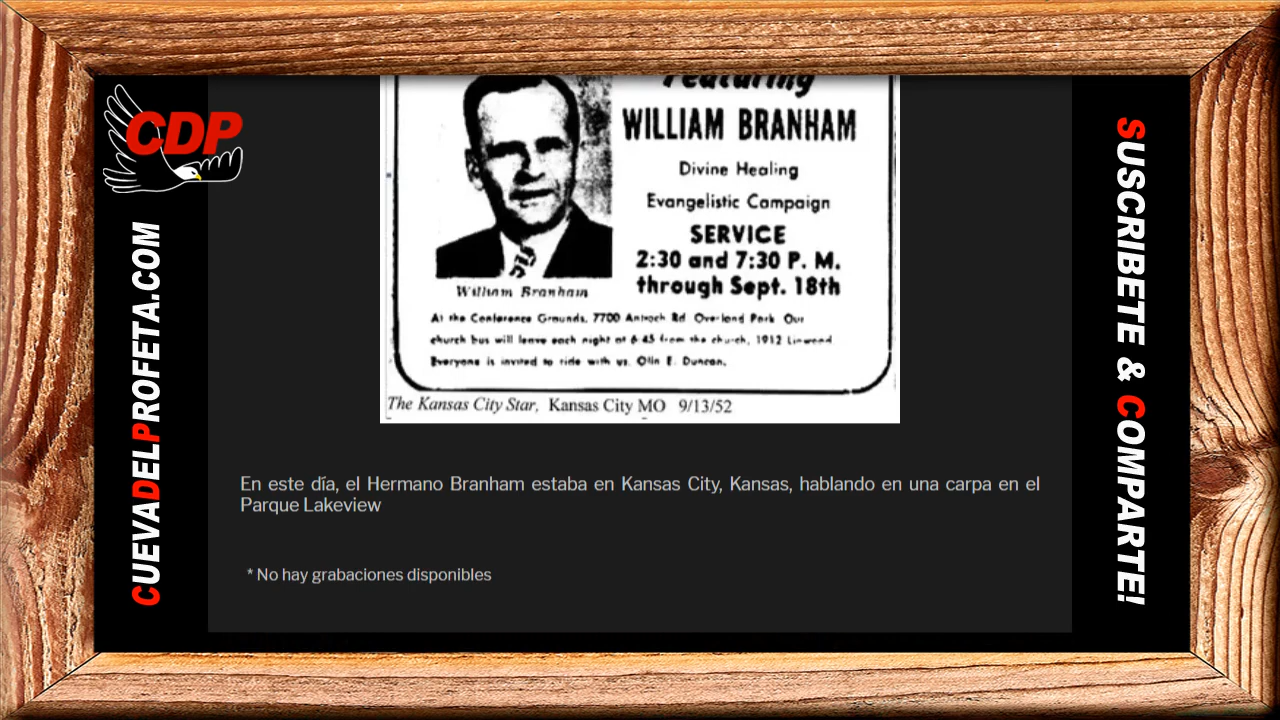 CDP
CUEVADELPROFETA.COM
Featuring
WILLIAM BRANHAM
Divine Healing
Evangelistic Campaign
SERVICE
2:30 and 7:30 P. M.
through Sept. 18th
William Branham
At the Conference Grounds, 7700 Antioch Rd Overland Park Our
church bus will leave each night at 6:45 from the church, 1912 Linwood
Everyone is invited to ride with us. Olin E. Duncan.
The Kansas City Star, Kansas City MO 9/13/52
En este día, el Hermano Branham estaba en Kansas City, Kansas, hablando en una carpa en el
Parque Lakeview
* No hay grabaciones disponibles
SUSCRIBETE & COMPARTE!